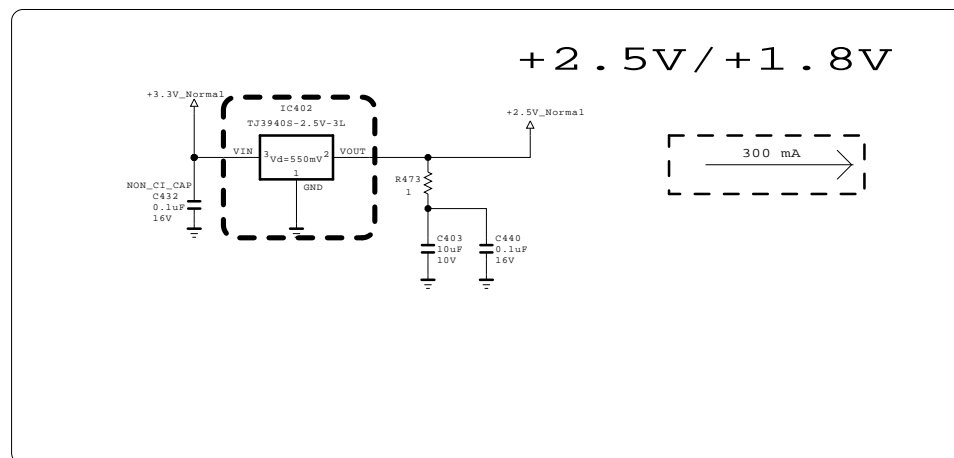 +2.5V/+1.8V
+3.3V_Normal
IC402
TJ3940S-2.5V-3L
+2.5V_Normal
VIN
3
Vd=550mV
2
VOUT
1
GND
300 mA
NON_CI_CAP
C432
0.1uF
16V
R473
1
C403
10uF
10V
C440
0.1uF
16V